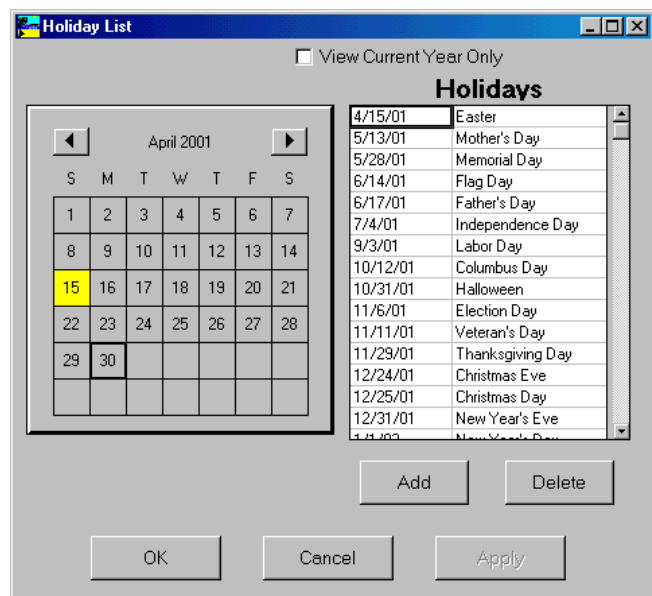 Holiday List
View Current Year Only
Holidays
April 2001
S M T W T F S
1 2 3 4 5 6 7
8 9 10 11 12 13 14
15 16 17 18 19 20 21
22 23 24 25 26 27 28
29 30
4/15/01 Easter
5/13/01 Mother's Day
5/28/01 Memorial Day
6/14/01 Flag Day
6/17/01 Father's Day
7/4/01 Independence Day
9/3/01 Labor Day
10/12/01 Columbus Day
10/31/01 Halloween
11/6/01 Election Day
11/11/01 Veteran's Day
11/29/01 Thanksgiving Day
12/24/01 Christmas Eve
12/25/01 Christmas Day
12/31/01 New Year's Eve
1/1/02 New Year's Day
Add Delete
OK Cancel Apply